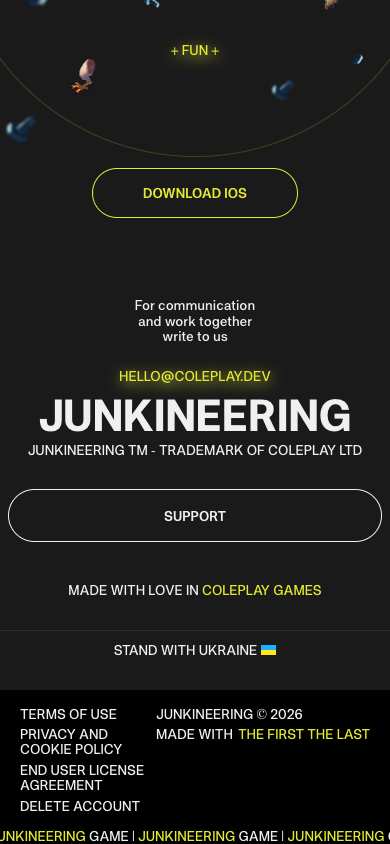 + FUN +
DOWNLOAD IOS
For communication
and work together
write to us
HELLO@COLEPLAY.DEV
JUNKINEERING
JUNKINEERING TM - TRADEMARK OF COLEPLAY LTD
SUPPORT
MADE WITH LOVE IN COLEPLAY GAMES
STAND WITH UKRAINE 🇺🇦
TERMS OF USE
PRIVACY AND
COOKIE POLICY
END USER LICENSE
AGREEMENT
DELETE ACCOUNT
JUNKINEERING © 2026
MADE WITH THE FIRST THE LAST
UNKINEERING GAME | JUNKINEERING GAME | JUNKINEERING